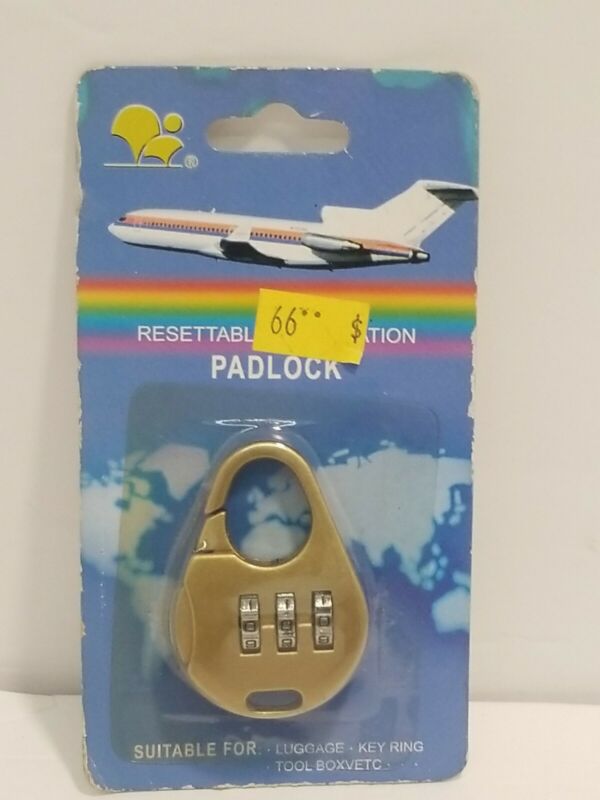 ®
66°° $
RESETTABL ATION
PADLOCK
SUITABLE FOR: · LUGGAGE · KEY RING
· TOOL BOXVETC ·